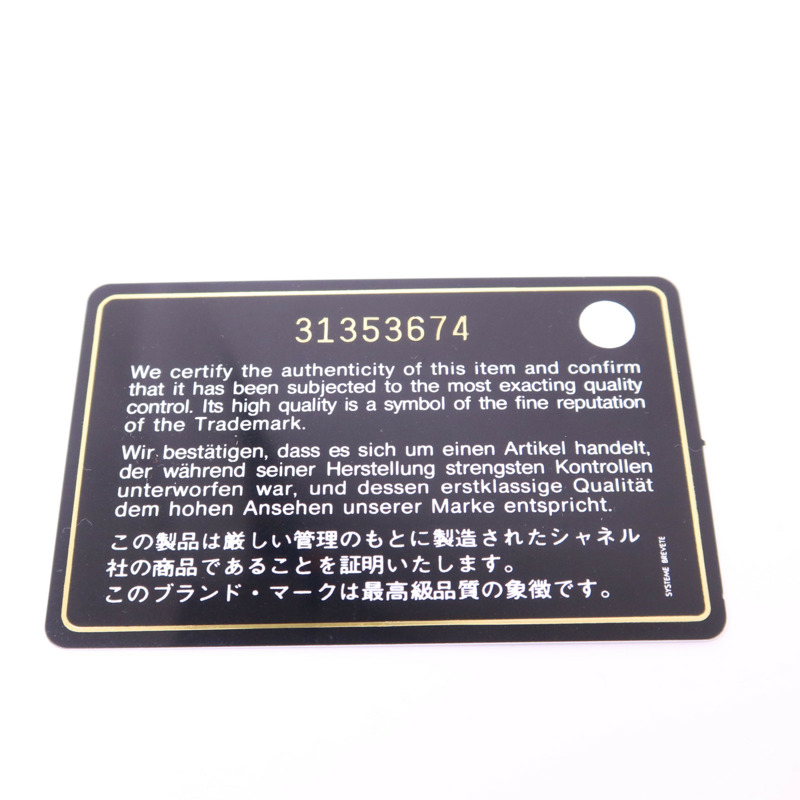 31353674
We certify the authenticity of this item and confirm
that it has been subjected to the most exacting quality
control. Its high quality is a symbol of the fine reputation
of the Trademark.
Wir bestätigen, dass es sich um einen Artikel handelt,
der während seiner Herstellung strengsten Kontrollen
unterworfen war, und dessen erstklassige Qualität
dem hohen Ansehen unserer Marke entspricht.
この製品は厳しい管理のもとに製造されたシャネル
社の商品であることを証明いたします。
このブランド・マークは最高級品質の象徴です。
SYSTEME BREVETE